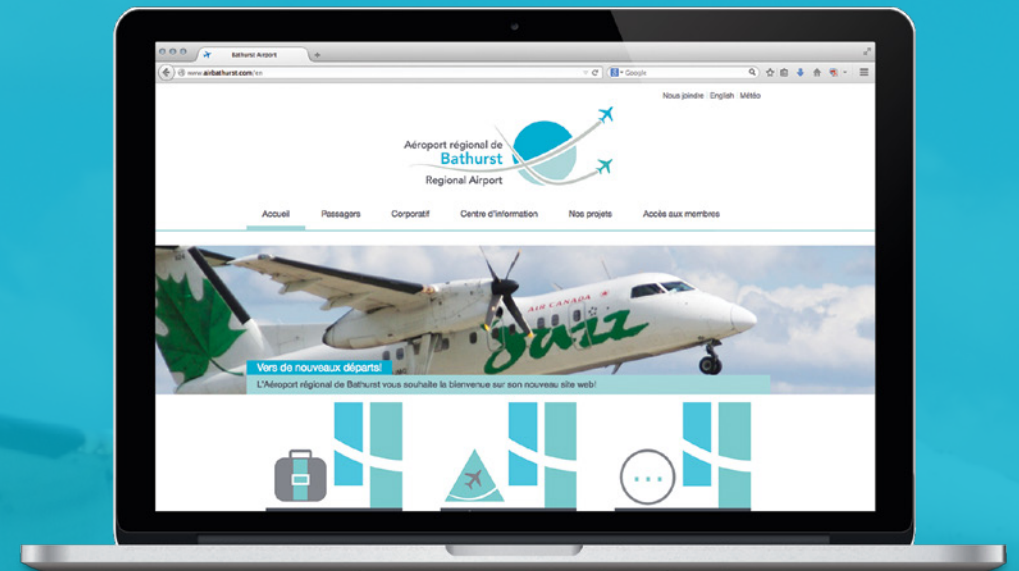 Bathurst Airport
www.airbathurst.com/en
Google
Nous joindre English Météo
Aéroport régional de
Bathurst
Regional Airport
Accueil Passagers Corporatif Centre d'information Nos projets Accès aux membres
AIR CANADA
Jazz
Vers de nouveaux départs!
L'Aéroport régional de Bathurst vous souhaite la bienvenue sur son nouveau site web!